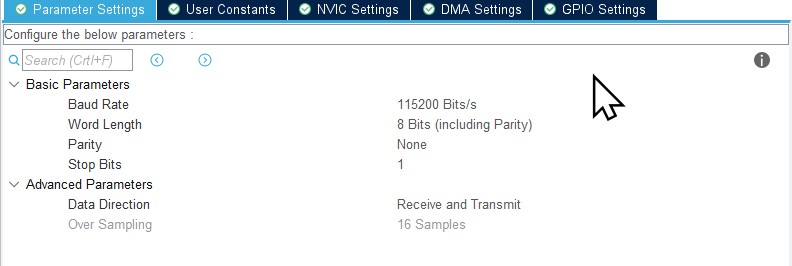 Parameter Settings User Constants NVIC Settings DMA Settings GPIO Settings
Configure the below parameters :
Search (Crtl+F)
Basic Parameters
Baud Rate 115200 Bits/s
Word Length 8 Bits (including Parity)
Parity None
Stop Bits 1
Advanced Parameters
Data Direction Receive and Transmit
Over Sampling 16 Samples